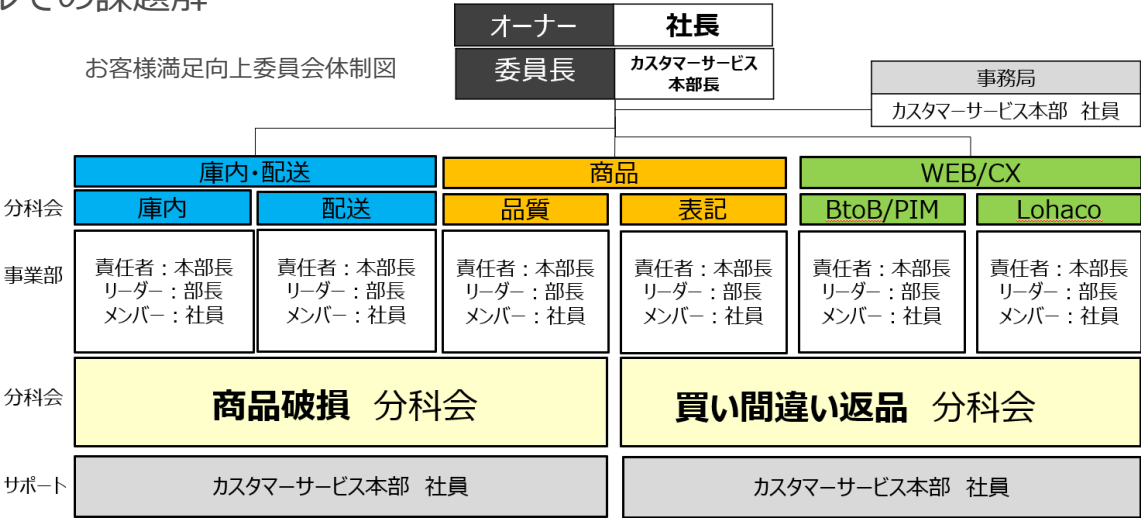 ルでの課題解
お客様満足向上委員会体制図
オーナー 社長
委員長 カスタマーサービス
本部長
事務局
カスタマーサービス本部 社員
庫内・配送 商品 WEB/CX
分科会 庫内 配送 品質 表記 BtoB/PIM Lohaco
事業部
責任者：本部長 責任者：本部長 責任者：本部長 責任者：本部長 責任者：本部長 責任者：本部長
リーダー：部長 リーダー：部長 リーダー：部長 リーダー：部長 リーダー：部長 リーダー：部長
メンバー：社員 メンバー：社員 メンバー：社員 メンバー：社員 メンバー：社員 メンバー：社員
分科会 商品破損 分科会 買い間違い返品 分科会
サポート カスタマーサービス本部 社員 カスタマーサービス本部 社員